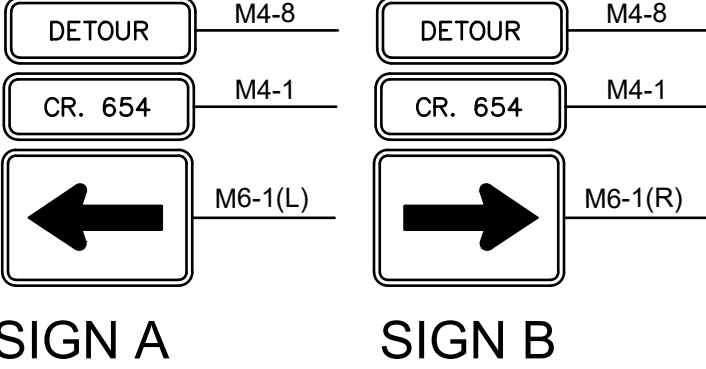 DETOUR M4-8
CR. 654 M4-1
M6-1(L)
SIGN A
DETOUR M4-8
CR. 654 M4-1
M6-1(R)
SIGN B